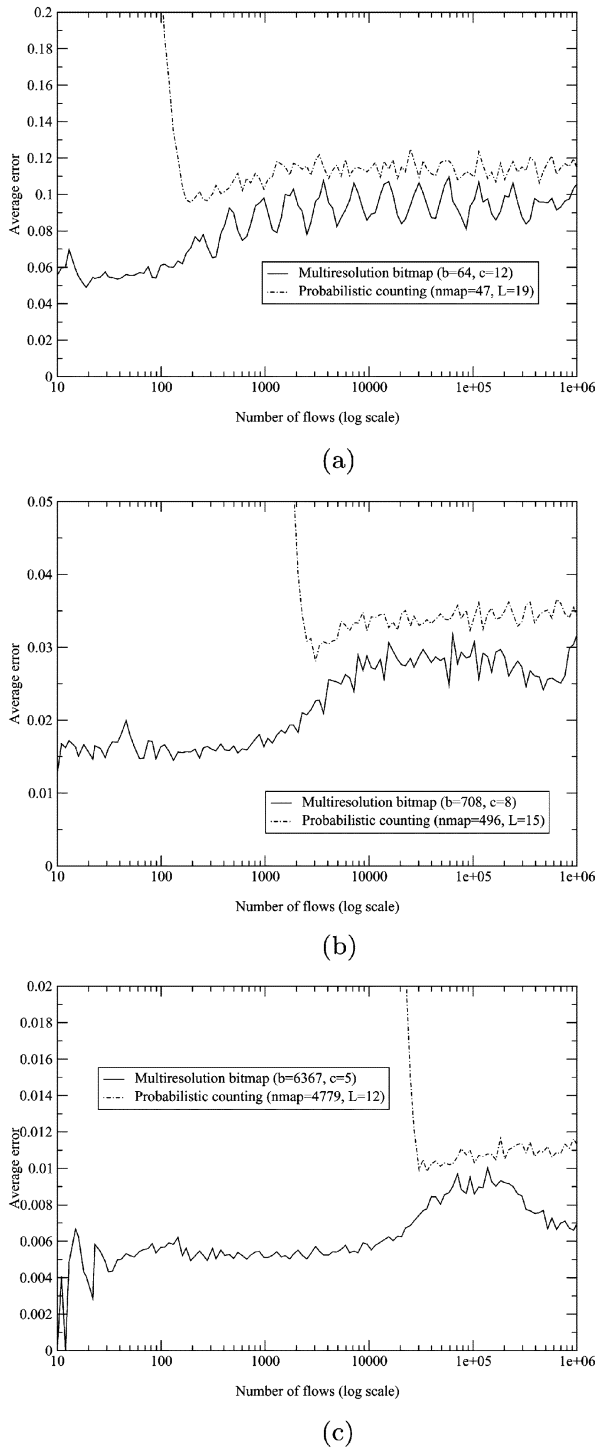 0.2
0.18
0.16
0.14
0.12
0.1
0.08
0.06
0.04
0.02
0
Average error
Multiresolution bitmap (b=64, c=12)
Probabilistic counting (nmap=47, L=19)
10 100 1000 10000 1e+05 1e+06
Number of flows (log scale)
(a)
0.05
0.04
0.03
0.02
0.01
0
Average error
Multiresolution bitmap (b=708, c=8)
Probabilistic counting (nmap=496, L=15)
10 100 1000 10000 1e+05 1e+06
Number of flows (log scale)
(b)
0.02
0.018
0.016
0.014
0.012
0.01
0.008
0.006
0.004
0.002
0
Average error
Multiresolution bitmap (b=6367, c=5)
Probabilistic counting (nmap=4779, L=12)
10 100 1000 10000 1e+05 1e+06
Number of flows (log scale)
(c)